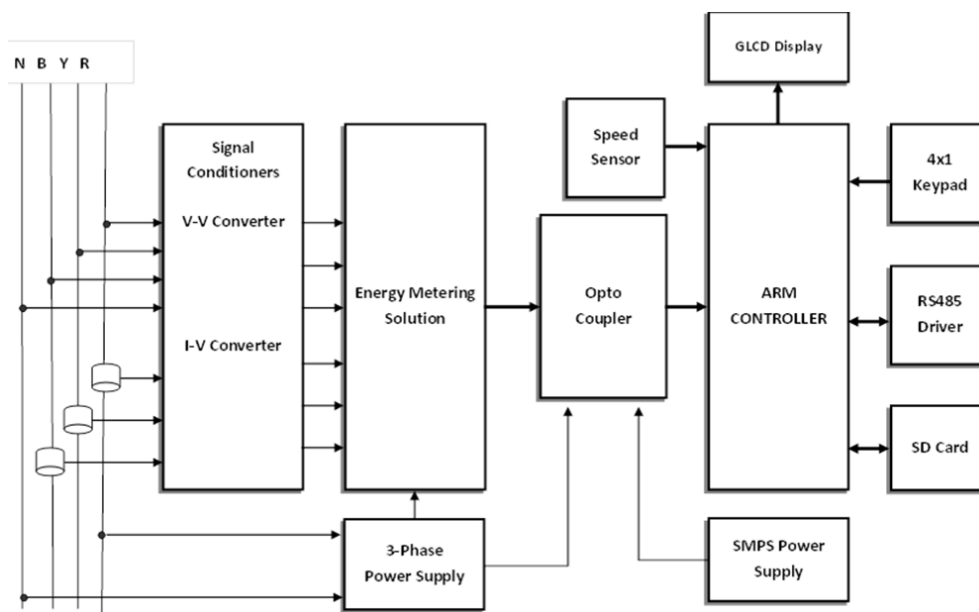 GLCD Display
N B Y R
Signal
Conditioners
V-V Converter
I-V Converter
Energy Metering
Solution
Speed
Sensor
Opto
Coupler
ARM
CONTROLLER
4x1
Keypad
RS485
Driver
SD Card
3-Phase
Power Supply
SMPS Power
Supply